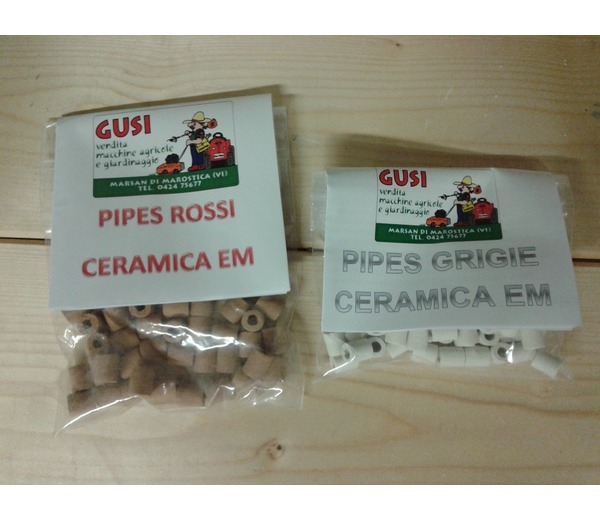 GUSI
vendita
macchine agricole
e giardinaggio
MARSAN DI MAROSTICA (VI)
TEL. 0424 75677
PIPES ROSSI
CERAMICA EM
GUSI
vendita
macchine agricole
e giardinaggio
MARSAN DI MAROSTICA (VI)
TEL. 0424 75677
PIPES GRIGIE
CERAMICA EM